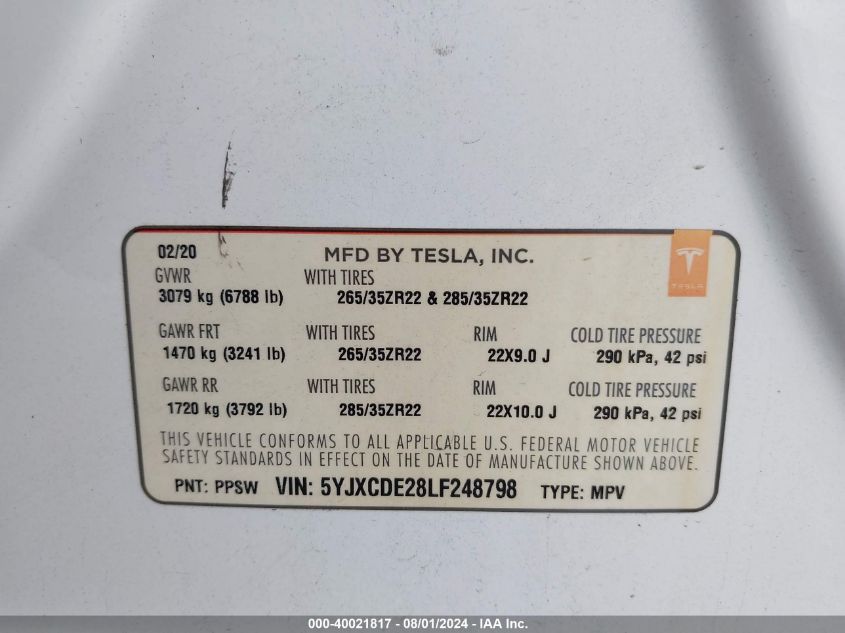 02/20 MFD BY TESLA, INC.
TESLA
GVWR WITH TIRES
3079 kg (6788 lb) 265/35ZR22 & 285/35ZR22
GAWR FRT WITH TIRES RIM COLD TIRE PRESSURE
1470 kg (3241 lb) 265/35ZR22 22X9.0 J 290 kPa, 42 psi
GAWR RR WITH TIRES RIM COLD TIRE PRESSURE
1720 kg (3792 lb) 285/35ZR22 22X10.0 J 290 kPa, 42 psi
THIS VEHICLE CONFORMS TO ALL APPLICABLE U.S. FEDERAL MOTOR VEHICLE
SAFETY STANDARDS IN EFFECT ON THE DATE OF MANUFACTURE SHOWN ABOVE.
PNT: PPSW VIN: 5YJXCDE28LF248798 TYPE: MPV
000-40021817 - 08/01/2024 - IAA Inc.